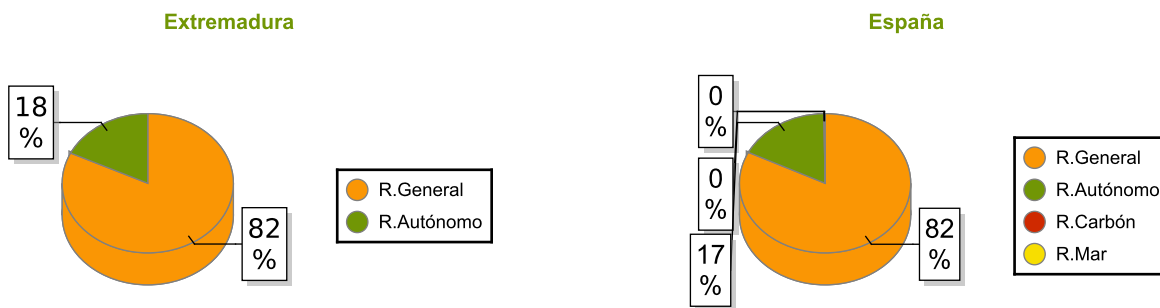 Extremadura
18
%
82
%
R.General
R.Autónomo
España
0
%
0
%
17
%
82
%
R.General
R.Autónomo
R.Carbón
R.Mar